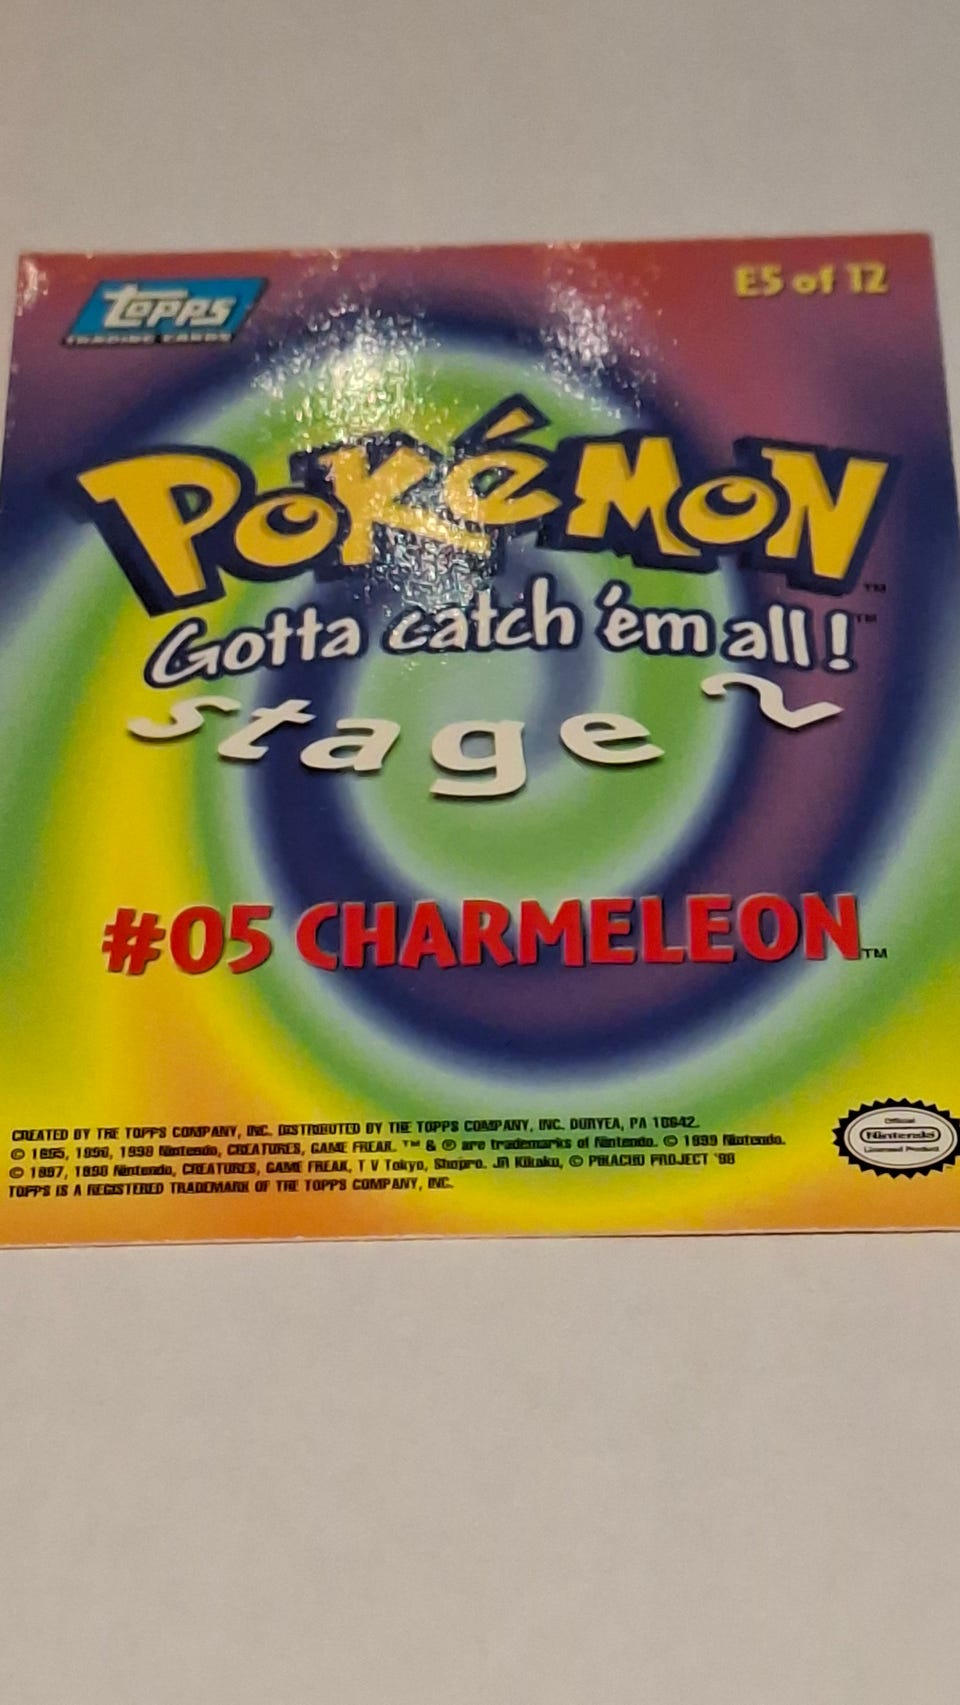 Topps
TRADING CARDS
E5 of 12
POKéMON™
Gotta catch 'em all!™
stage 2
#05 CHARMELEON™
CREATED BY THE TOPPS COMPANY, INC. DISTRIBUTED BY THE TOPPS COMPANY, INC. DURYEA, PA 18642.
© 1995, 1996, 1998 Nintendo, CREATURES, GAME FREAK. ™ & ® are trademarks of Nintendo. © 1999 Nintendo.
© 1997, 1998 Nintendo, CREATURES, GAME FREAK, T V Tokyo, Shopro, JR Kikaku, © PIKACHU PROJECT '98
TOPPS IS A REGISTERED TRADEMARK OF THE TOPPS COMPANY, INC.
Official
Nintendo
Licensed Product